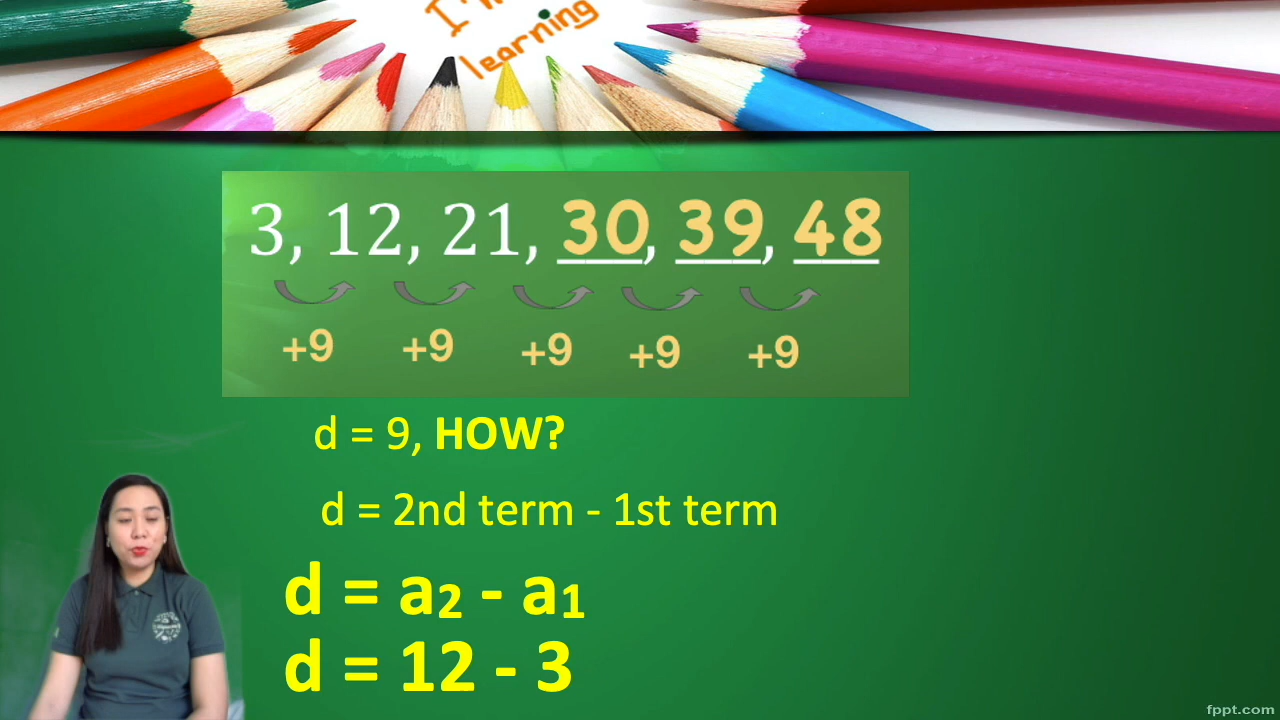 I'm
learning
3, 12, 21, 30, 39, 48
+9 +9 +9 +9 +9
d = 9, HOW?
d = 2nd term - 1st term
d = a₂ - a₁
d = 12 - 3
fppt.com